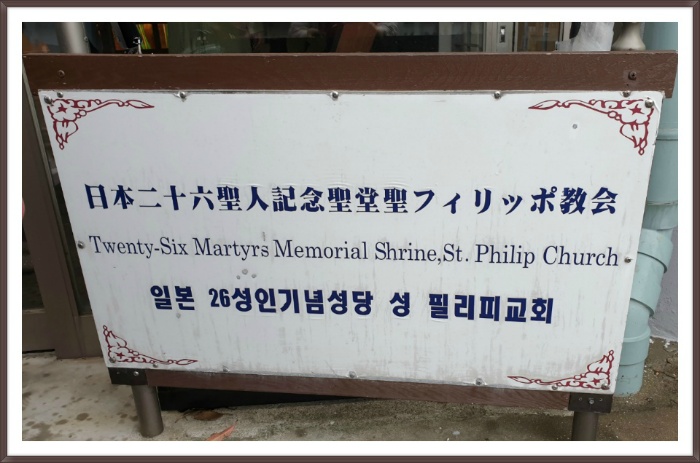 日本二十六聖人記念聖堂聖フィリッポ教会
Twenty-Six Martyrs Memorial Shrine,St. Philip Church
일본 26성인기념성당 성 필리피교회